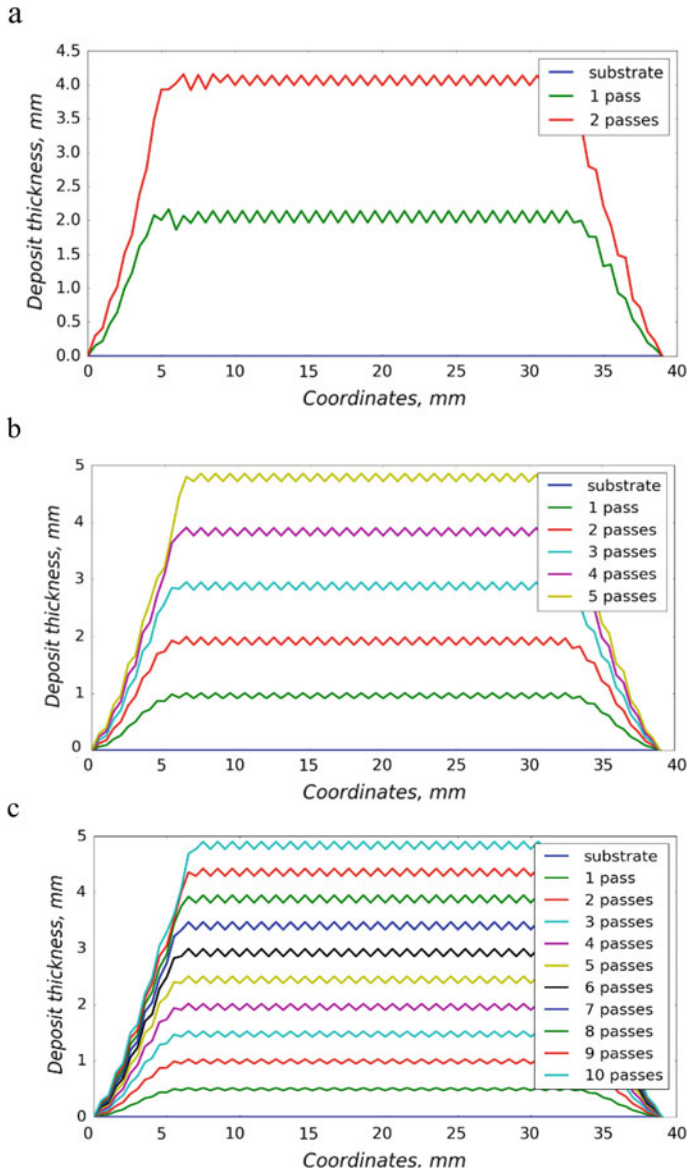 a
4.5
4.0
3.5
3.0
2.5
2.0
1.5
1.0
0.5
0.0
Deposit thickness, mm
substrate
1 pass
2 passes
0 5 10 15 20 25 30 35 40
Coordinates, mm
b
5
4
3
2
1
0
Deposit thickness, mm
substrate
1 pass
2 passes
3 passes
4 passes
5 passes
0 5 10 15 20 25 30 35 40
Coordinates, mm
c
5
4
3
2
1
0
Deposit thickness, mm
substrate
1 pass
2 passes
3 passes
4 passes
5 passes
6 passes
7 passes
8 passes
9 passes
10 passes
0 5 10 15 20 25 30 35 40
Coordinates, mm